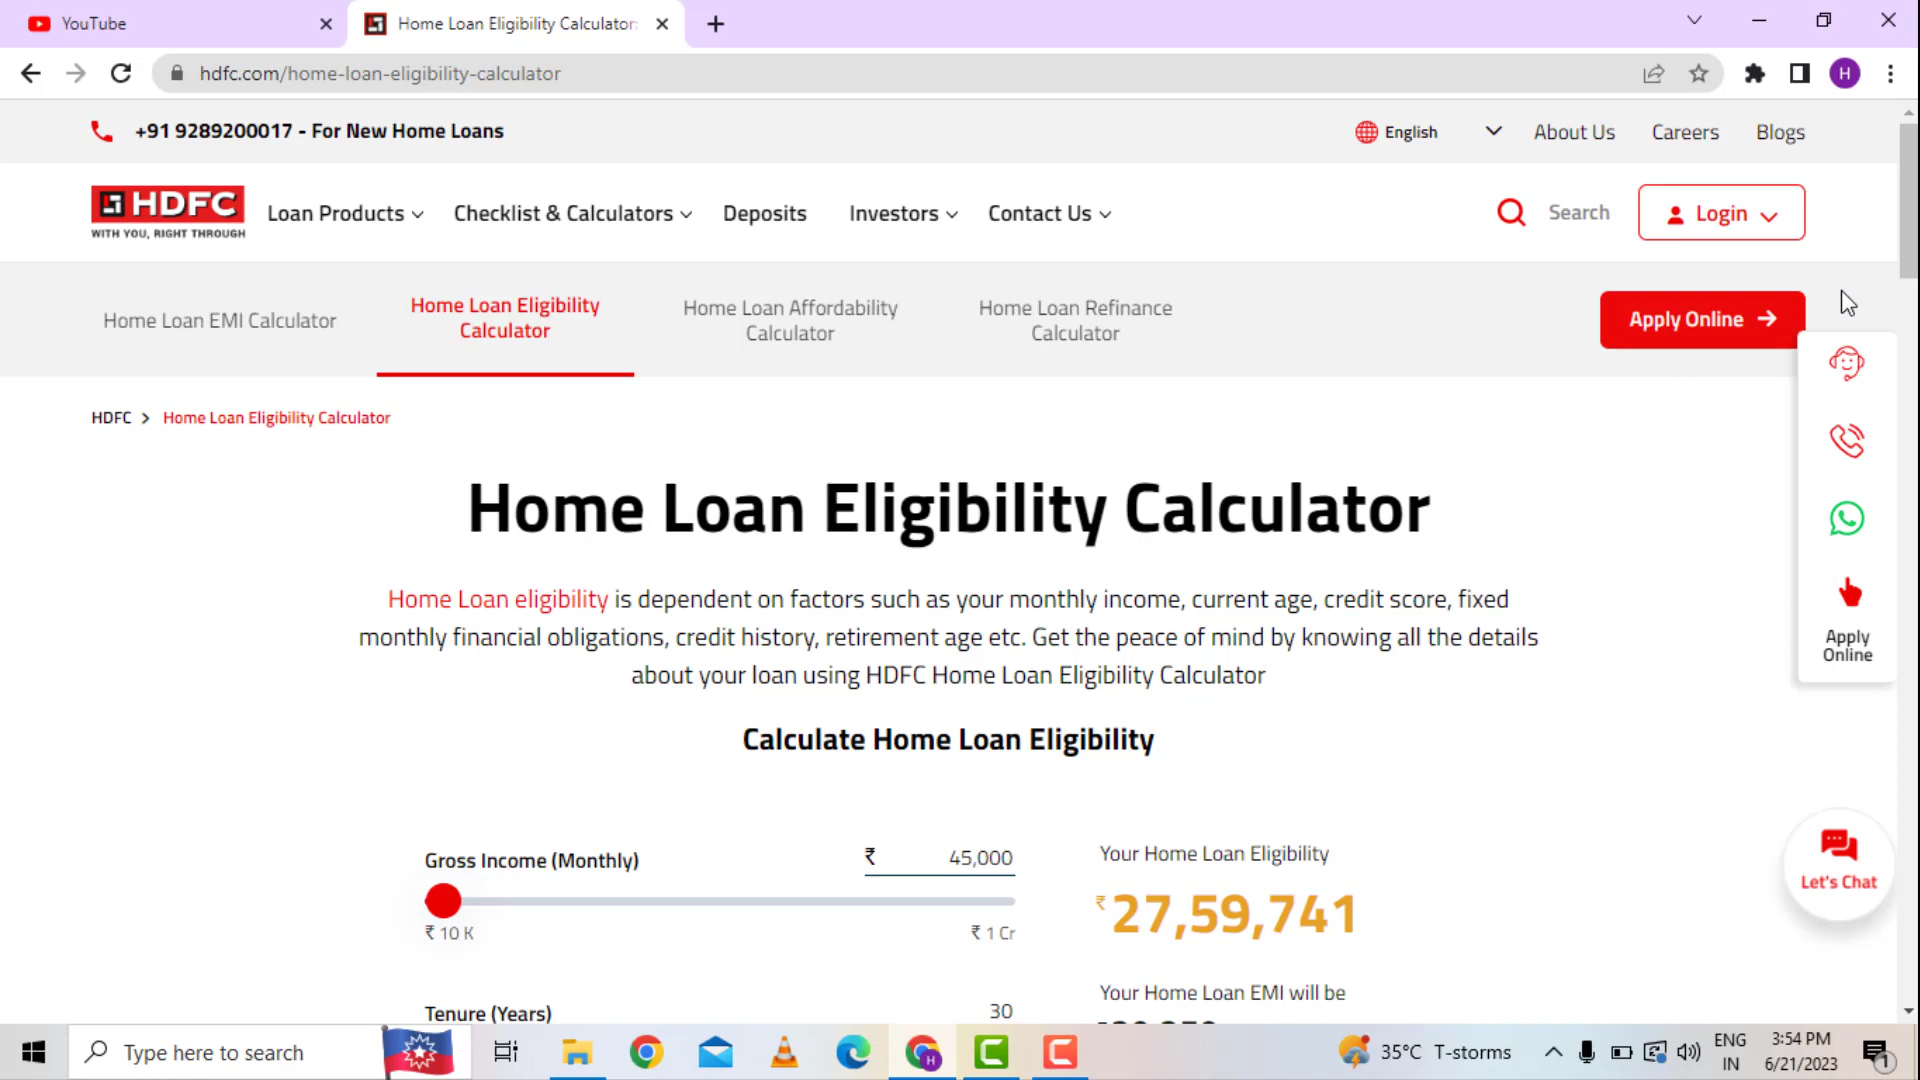 YouTube
Home Loan Eligibility Calculator:
hdfc.com/home-loan-eligibility-calculator
H
+91 9289200017 - For New Home Loans
English
About Us
Careers
Blogs
HDFC
WITH YOU, RIGHT THROUGH
Loan Products
Checklist & Calculators
Deposits
Investors
Contact Us
Search
Login
Home Loan EMI Calculator
Home Loan Eligibility
Calculator
Home Loan Affordability
Calculator
Home Loan Refinance
Calculator
Apply Online
HDFC > Home Loan Eligibility Calculator
Home Loan Eligibility Calculator
Home Loan eligibility is dependent on factors such as your monthly income, current age, credit score, fixed
monthly financial obligations, credit history, retirement age etc. Get the peace of mind by knowing all the details
about your loan using HDFC Home Loan Eligibility Calculator
Apply
Online
Calculate Home Loan Eligibility
Gross Income (Monthly)
₹ 45,000
₹ 10 K
₹ 1 Cr
Your Home Loan Eligibility
₹ 27,59,741
Let's Chat
Tenure (Years)
30
Your Home Loan EMI will be
Type here to search
H
35°C T-storms
ENG
IN
3:54 PM
6/21/2023
1